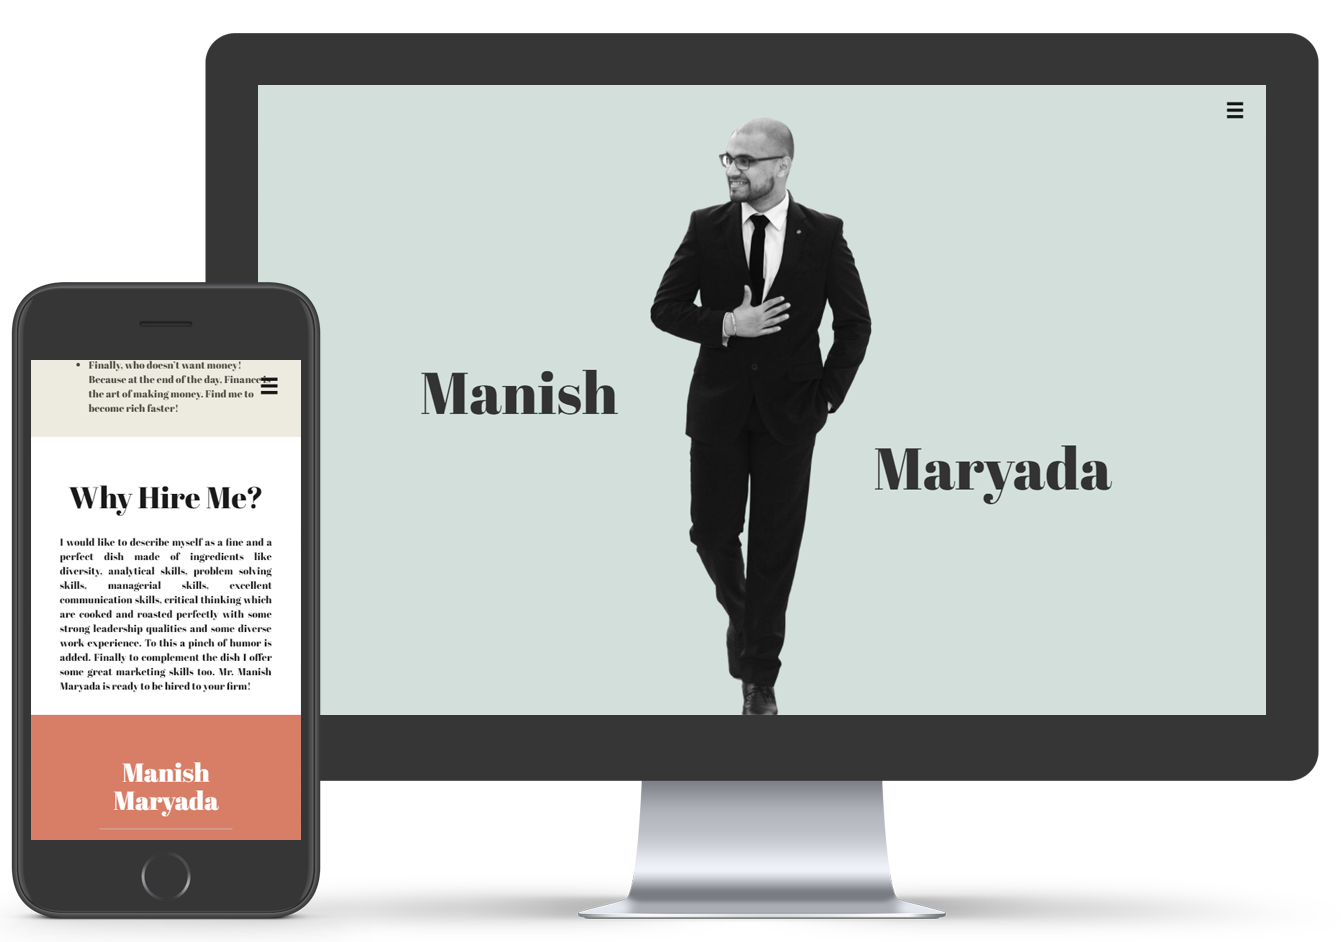 Manish
Maryada
Finally, who doesn't want money!
Because at the end of the day, Finance is
the art of making money. Find me to
become rich faster!
Why Hire Me?
I would like to describe myself as a fine and a
perfect dish made of ingredients like
diversity, analytical skills, problem solving
skills, managerial skills, excellent
communication skills, critical thinking which
are cooked and roasted perfectly with some
strong leadership qualities and some diverse
work experience. To this a pinch of humor is
added. Finally to complement the dish I offer
some great marketing skills too. Mr. Manish
Maryada is ready to be hired to your firm!
Manish
Maryada